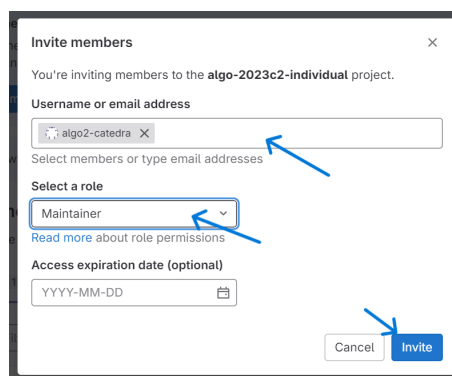 Invite members
You're inviting members to the algo-2023c2-individual project.
Username or email address
algo2-catedra
Select members or type email addresses
Select a role
Maintainer
Read more about role permissions
Access expiration date (optional)
YYYY-MM-DD
Cancel Invite